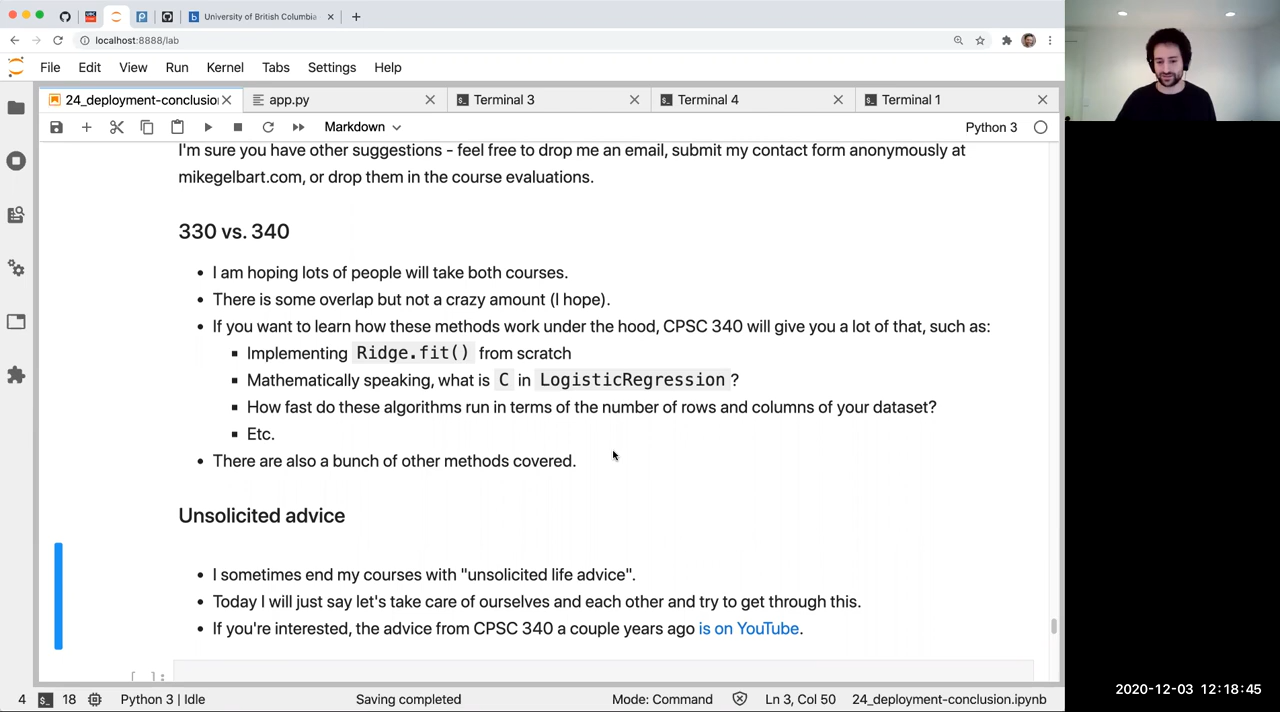 University of British Columbia
localhost:8888/lab
File Edit View Run Kernel Tabs Settings Help
24_deployment-conclusion app.py Terminal 3 Terminal 4 Terminal 1
Markdown Python 3
I'm sure you have other suggestions - feel free to drop me an email, submit my contact form anonymously at
mikegelbart.com, or drop them in the course evaluations.
330 vs. 340
• I am hoping lots of people will take both courses.
• There is some overlap but not a crazy amount (I hope).
• If you want to learn how these methods work under the hood, CPSC 340 will give you a lot of that, such as:
▪ Implementing Ridge.fit() from scratch
▪ Mathematically speaking, what is C in LogisticRegression ?
▪ How fast do these algorithms run in terms of the number of rows and columns of your dataset?
▪ Etc.
• There are also a bunch of other methods covered.
Unsolicited advice
• I sometimes end my courses with "unsolicited life advice".
• Today I will just say let's take care of ourselves and each other and try to get through this.
• If you're interested, the advice from CPSC 340 a couple years ago is on YouTube.
[ ]:
4 18 Python 3 | Idle Saving completed Mode: Command Ln 3, Col 50 24_deployment-conclusion.ipynb
2020-12-03 12:18:45